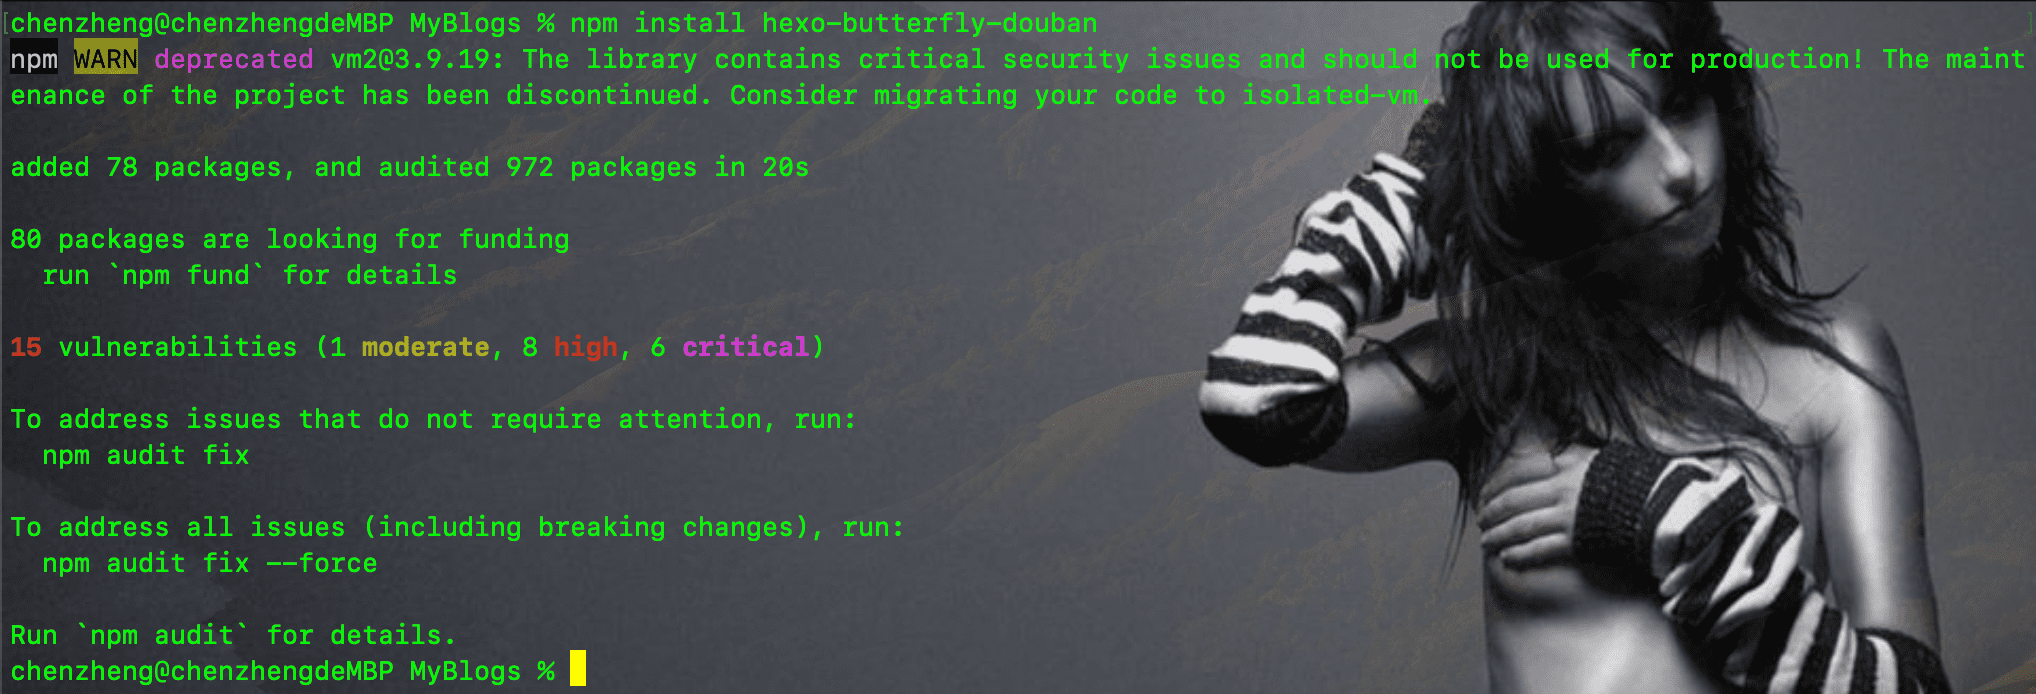 [chenzheng@chenzhengdeMBP MyBlogs % npm install hexo-butterfly-douban
npm WARN deprecated vm2@3.9.19: The library contains critical security issues and should not be used for production! The maint
enance of the project has been discontinued. Consider migrating your code to isolated-vm.
added 78 packages, and audited 972 packages in 20s
80 packages are looking for funding
  run `npm fund` for details
15 vulnerabilities (1 moderate, 8 high, 6 critical)
To address issues that do not require attention, run:
  npm audit fix
To address all issues (including breaking changes), run:
  npm audit fix --force
Run `npm audit` for details.
chenzheng@chenzhengdeMBP MyBlogs %